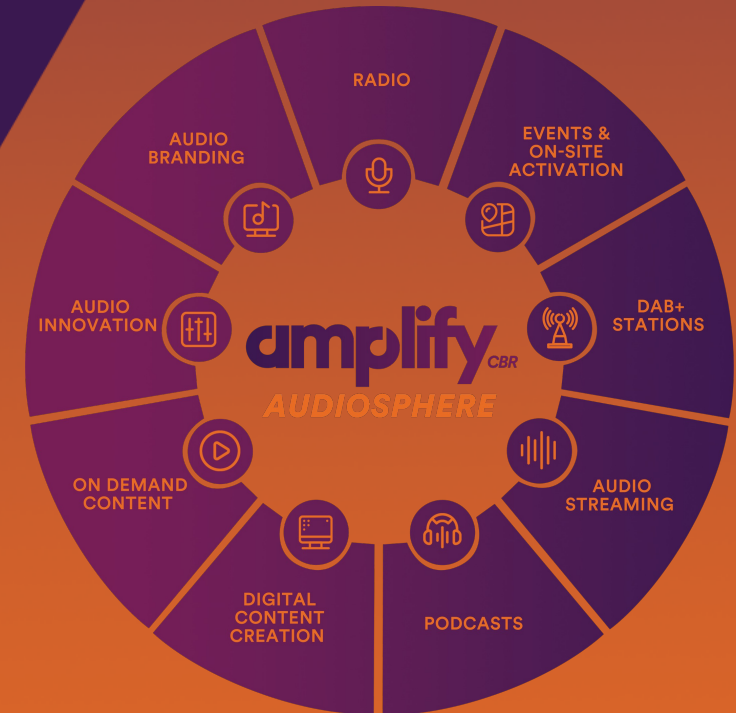 RADIO
EVENTS &
ON-SITE
ACTIVATION
DAB+
STATIONS
AUDIO
STREAMING
PODCASTS
DIGITAL
CONTENT
CREATION
ON DEMAND
CONTENT
AUDIO
INNOVATION
AUDIO
BRANDING
amplify CBR
AUDIOSPHERE